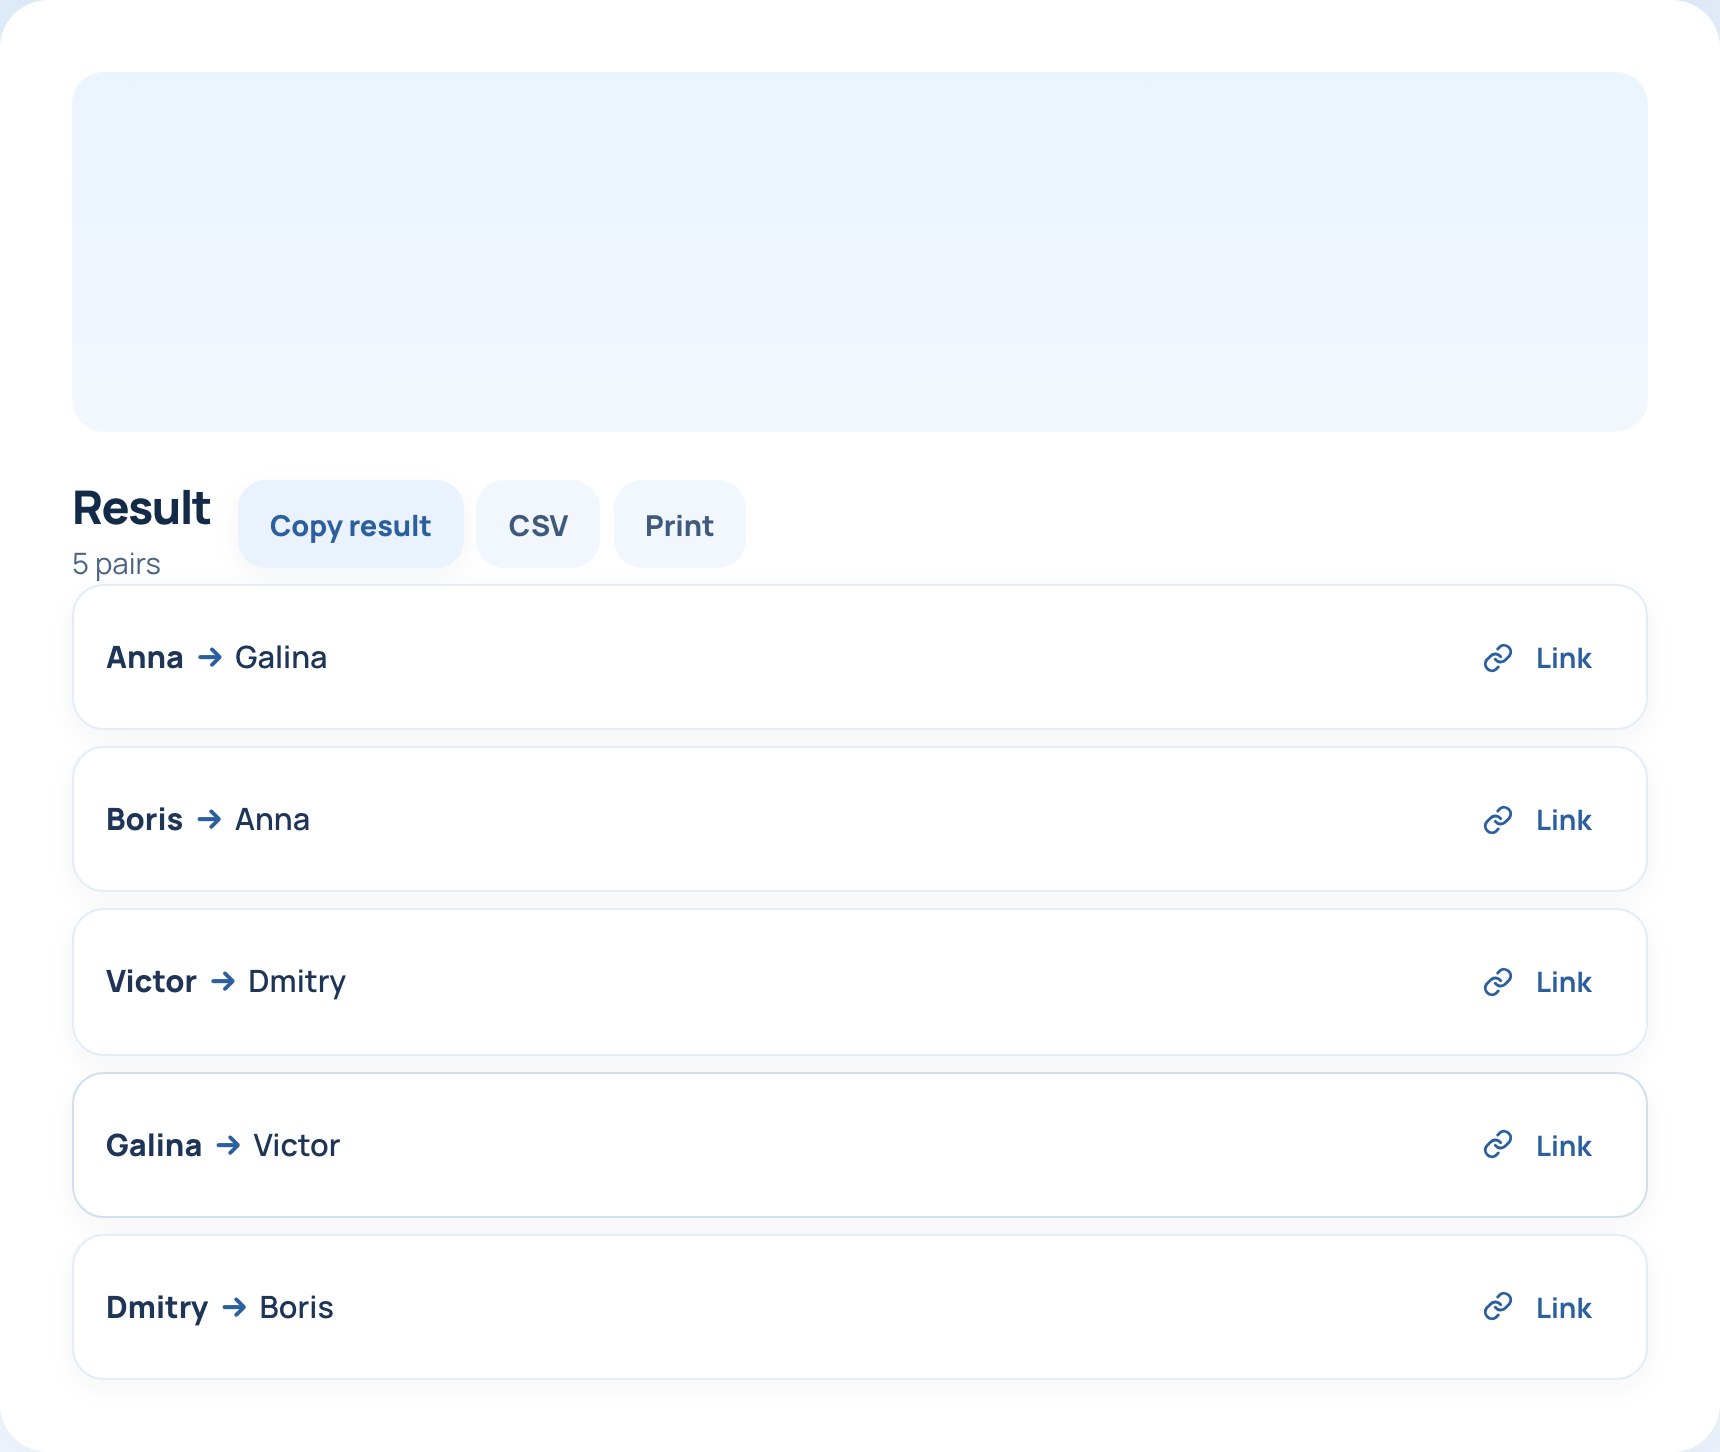 Result
5 pairs
Copy result
CSV
Print
Anna → Galina
Link
Boris → Anna
Link
Victor → Dmitry
Link
Galina → Victor
Link
Dmitry → Boris
Link